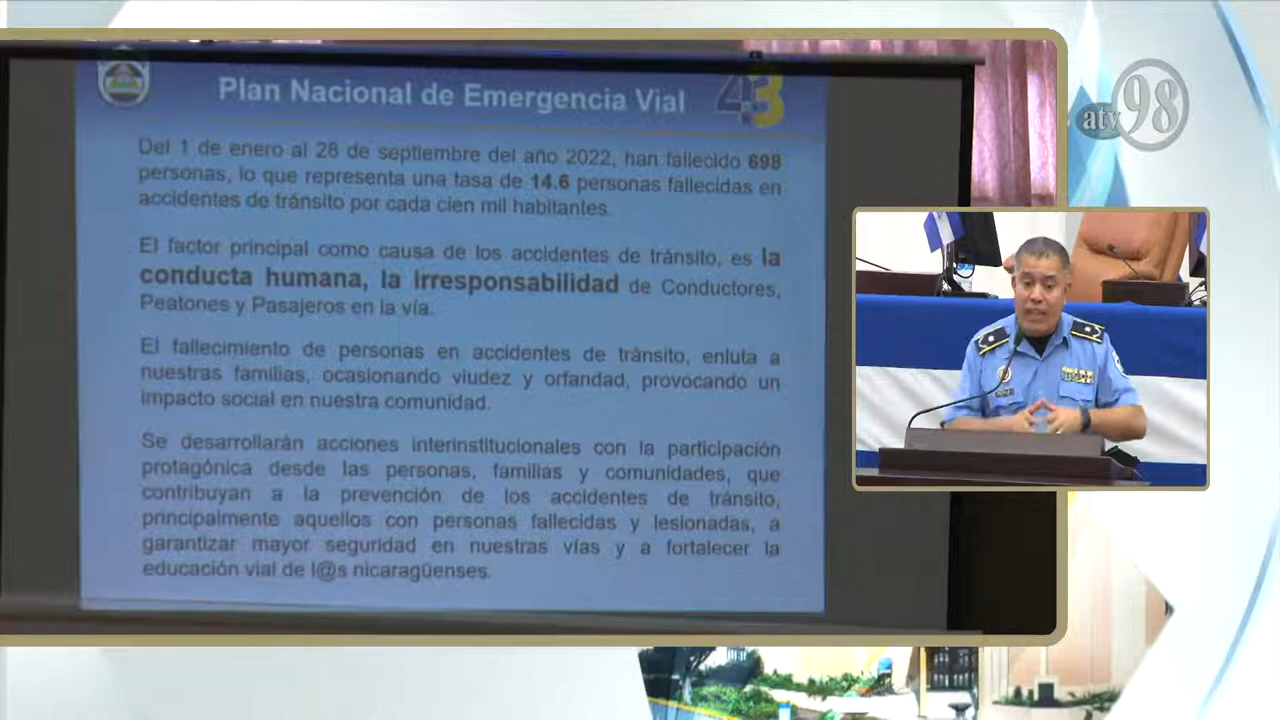 Plan Nacional de Emergencia Vial
43
Del 1 de enero al 28 de septiembre del año 2022, han fallecido 698
personas, lo que representa una tasa de 14.6 personas fallecidas en
accidentes de tránsito por cada cien mil habitantes.
El factor principal como causa de los accidentes de tránsito, es la
conducta humana, la irresponsabilidad de Conductores,
Peatones y Pasajeros en la vía.
El fallecimiento de personas en accidentes de tránsito, enluta a
nuestras familias, ocasionando viudez y orfandad, provocando un
impacto social en nuestra comunidad.
Se desarrollarán acciones interinstitucionales con la participación
protagónica desde las personas, familias y comunidades, que
contribuyan a la prevención de los accidentes de tránsito,
principalmente aquellos con personas fallecidas y lesionadas, a
garantizar mayor seguridad en nuestras vías y a fortalecer la
educación vial de l@s nicaragüenses.
atv 98